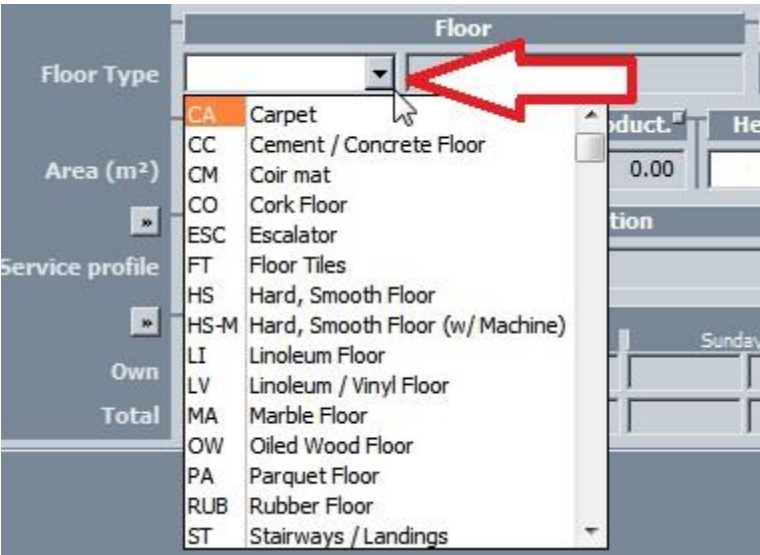 Floor
Floor Type
CA Carpet
CC Cement / Concrete Floor
CM Coir mat
CO Cork Floor
ESC Escalator
FT Floor Tiles
HS Hard, Smooth Floor
HS-M Hard, Smooth Floor (w/ Machine)
LI Linoleum Floor
LV Linoleum / Vinyl Floor
MA Marble Floor
OW Oiled Wood Floor
PA Parquet Floor
RUB Rubber Floor
ST Stairways / Landings
oduct. He
Area (m²) 0.00
» tion
Service profile
»
Sunday
Own
Total